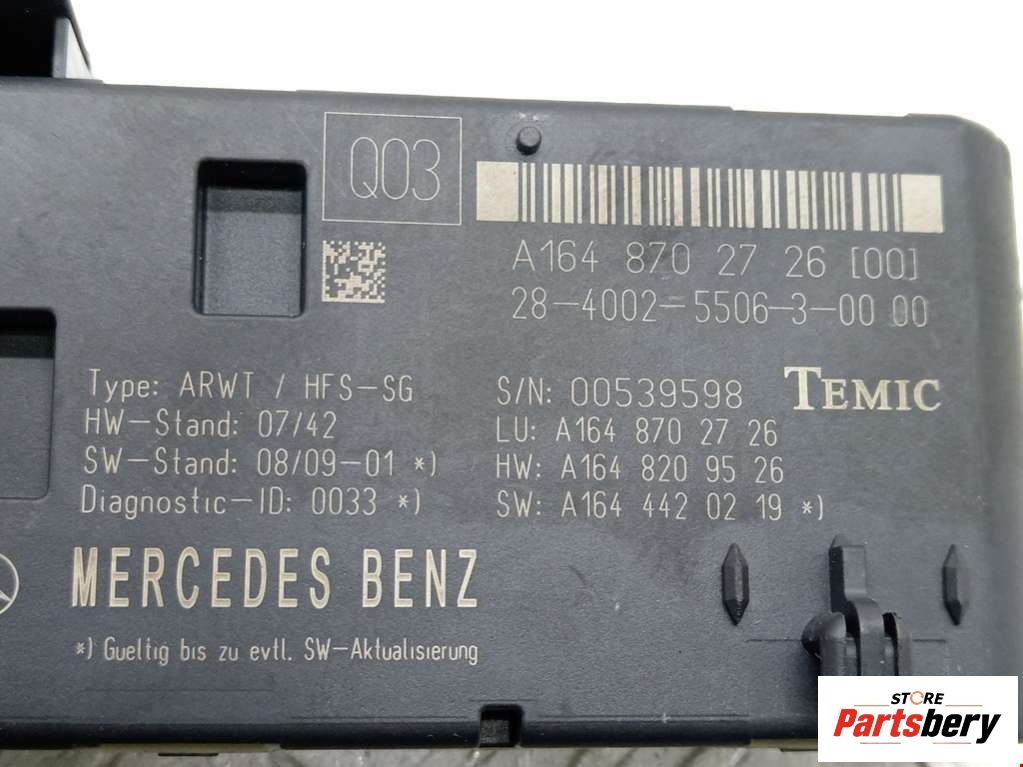 Q03
A164 870 2726 [00]
28-4002-5506-3-00 00
Type: ARWT / HFS-SG
HW-Stand: 07/42
SW-Stand: 08/09-01 *)
Diagnostic-ID: 0033 *)
S/N: 00539598
TEMIC
LU: A164 870 27 26
HW: A164 820 95 26
SW: A164 442 02 19 *)
MERCEDES BENZ
*) Gueltig bis zu evtl. SW-Aktualisierung
STORE
Partsbery